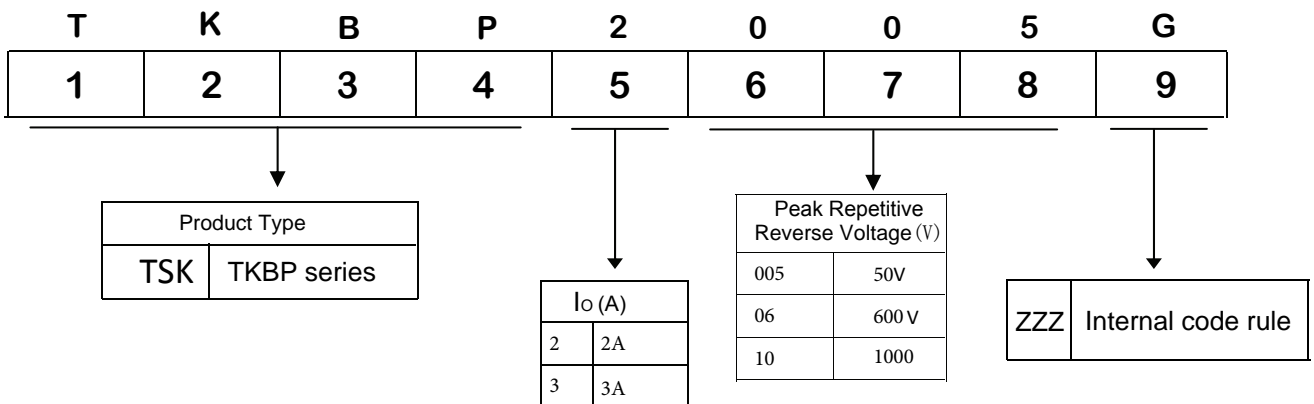 T K B P 2 0 0 5 G
1 2 3 4 5 6 7 8 9
Product Type
TSK TKBP series
Io (A)
2 2A
3 3A
Peak Repetitive
Reverse Voltage (V)
005 50V
06 600 V
10 1000
ZZZ Internal code rule